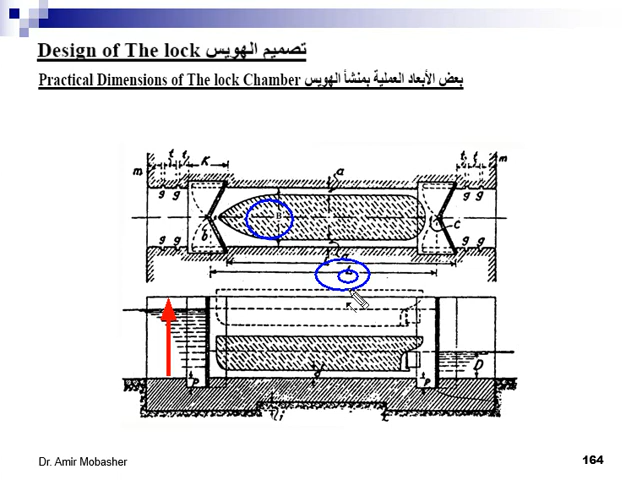 Design of The lock تصميم الهويس
Practical Dimensions of The lock Chamber بعض الأبعاد العملية بمنشأ الهويس
m t t K a t t m
g g B g g
b c
L
D
P d P
Dr. Amir Mobasher 164